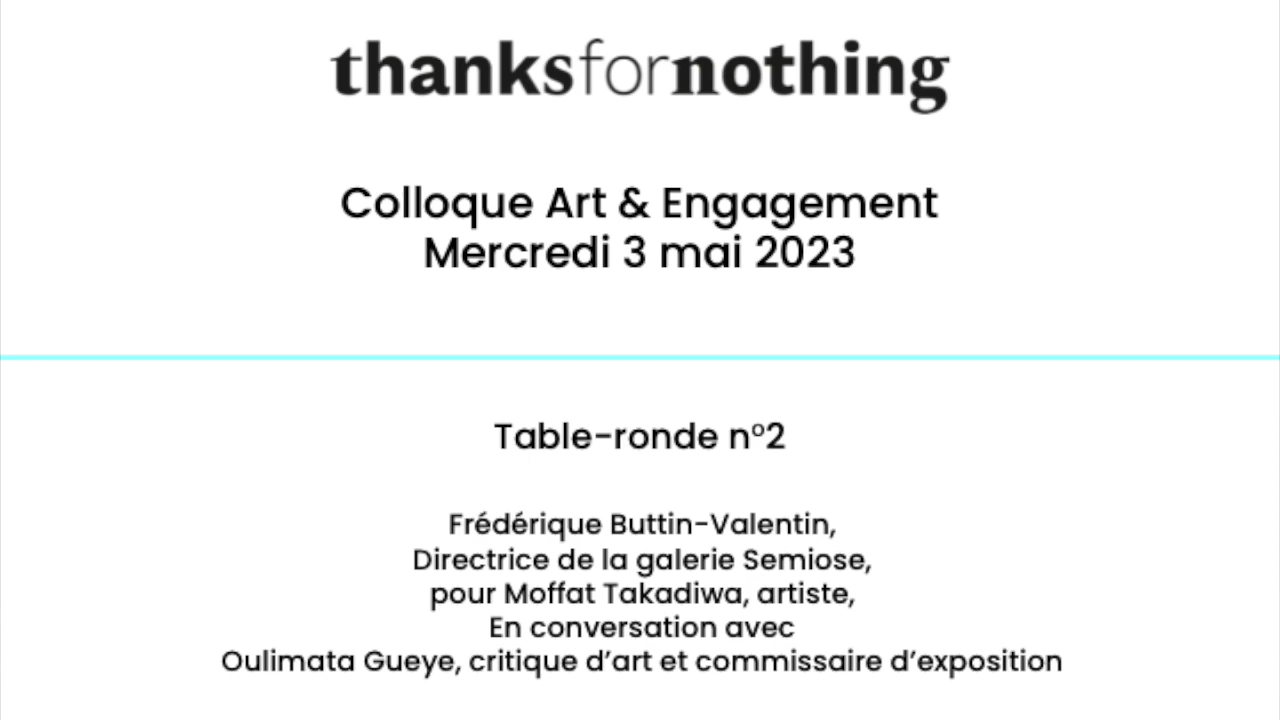 thanksfornothing
Colloque Art & Engagement
Mercredi 3 mai 2023
Table-ronde n°2
Frédérique Buttin-Valentin,
Directrice de la galerie Semiose,
pour Moffat Takadiwa, artiste,
En conversation avec
Oulimata Gueye, critique d’art et commissaire d’exposition